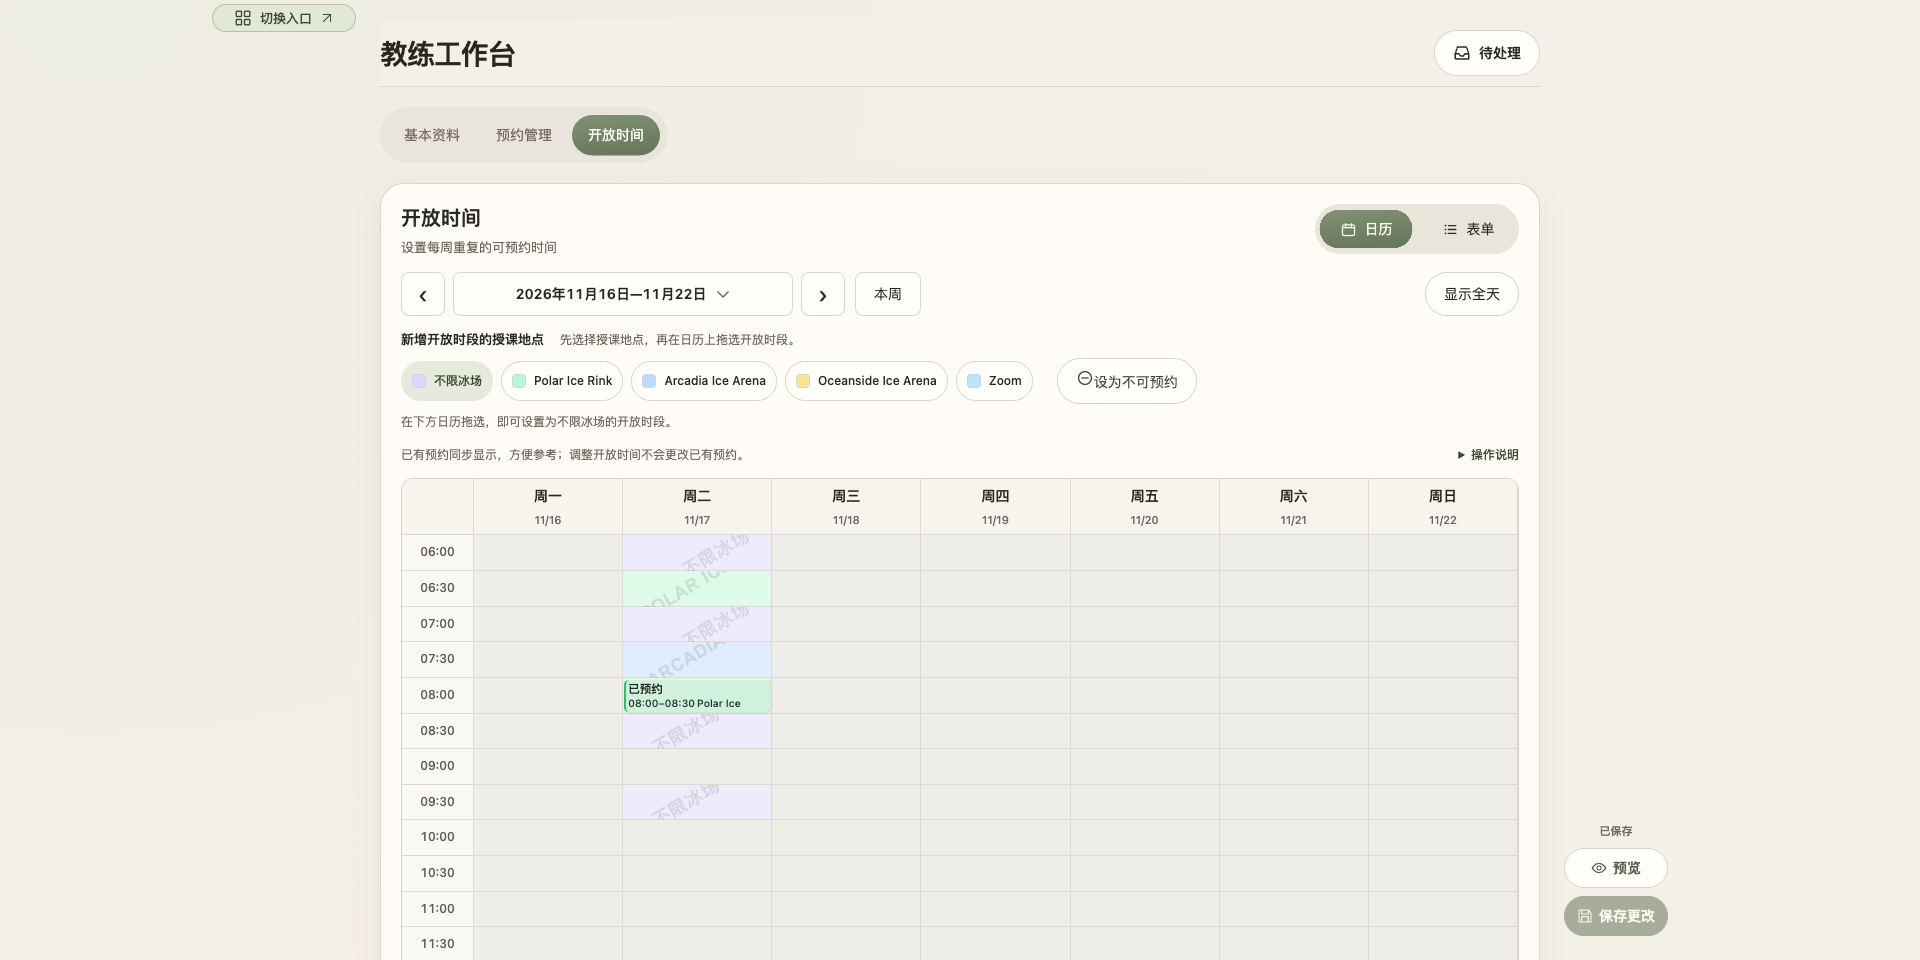 切换入口
教练工作台
待处理
基本资料 预约管理 开放时间
开放时间
日历 表单
设置每周重复的可预约时间
‹ 2026年11月16日—11月22日 › 本周 显示全天
新增开放时段的授课地点 先选择授课地点，再在日历上拖选开放时段。
不限冰场 Polar Ice Rink Arcadia Ice Arena Oceanside Ice Arena Zoom 设为不可预约
在下方日历拖选，即可设置为不限冰场的开放时段。
已有预约同步显示，方便参考；调整开放时间不会更改已有预约。 操作说明
周一 周二 周三 周四 周五 周六 周日
11/16 11/17 11/18 11/19 11/20 11/21 11/22
06:00 不限冰场
06:30 POLAR IC
07:00 不限冰场
07:30 ARCADIA
08:00 已预约
08:00–08:30 Polar Ice
08:30 不限冰场
09:00
09:30 不限冰场
10:00
10:30
11:00
11:30
已保存
预览
保存更改